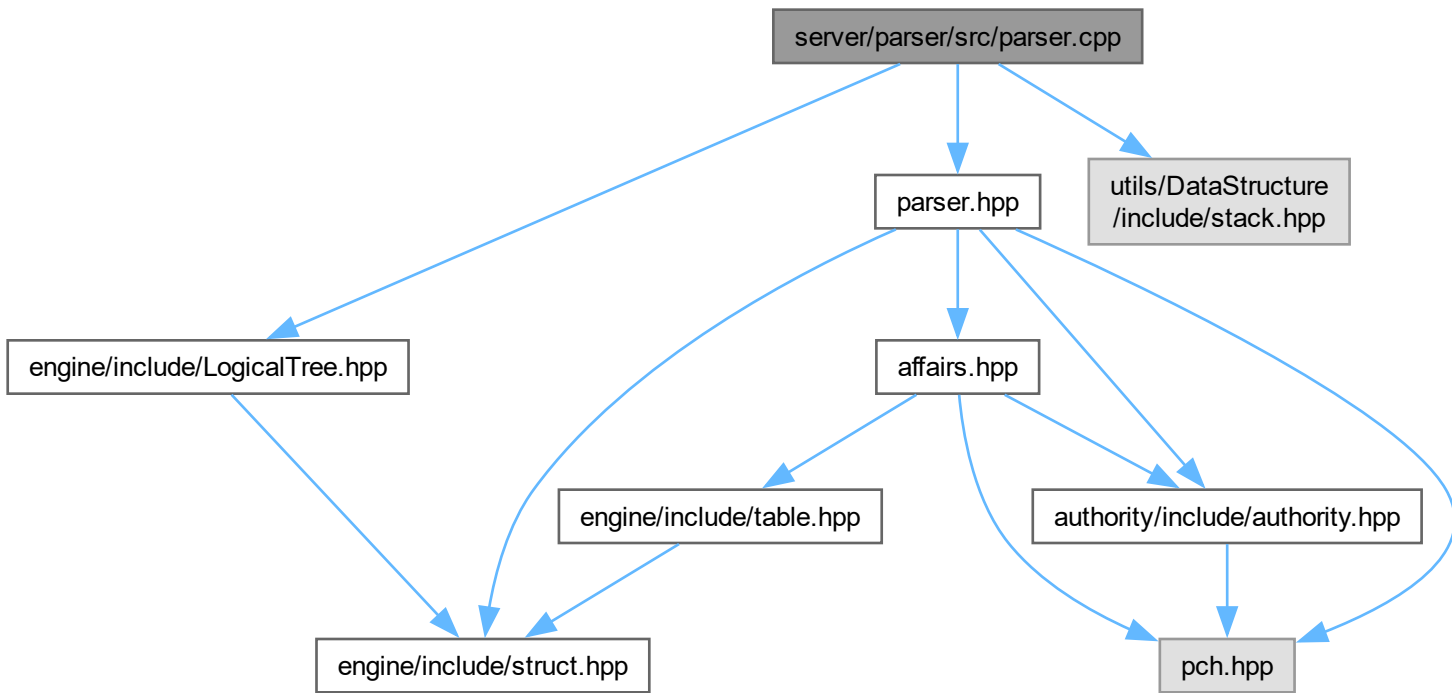 server/parser/src/parser.cpp
utils/DataStructure
/include/stack.hpp
parser.hpp
engine/include/LogicalTree.hpp
affairs.hpp
engine/include/table.hpp
authority/include/authority.hpp
engine/include/struct.hpp
pch.hpp